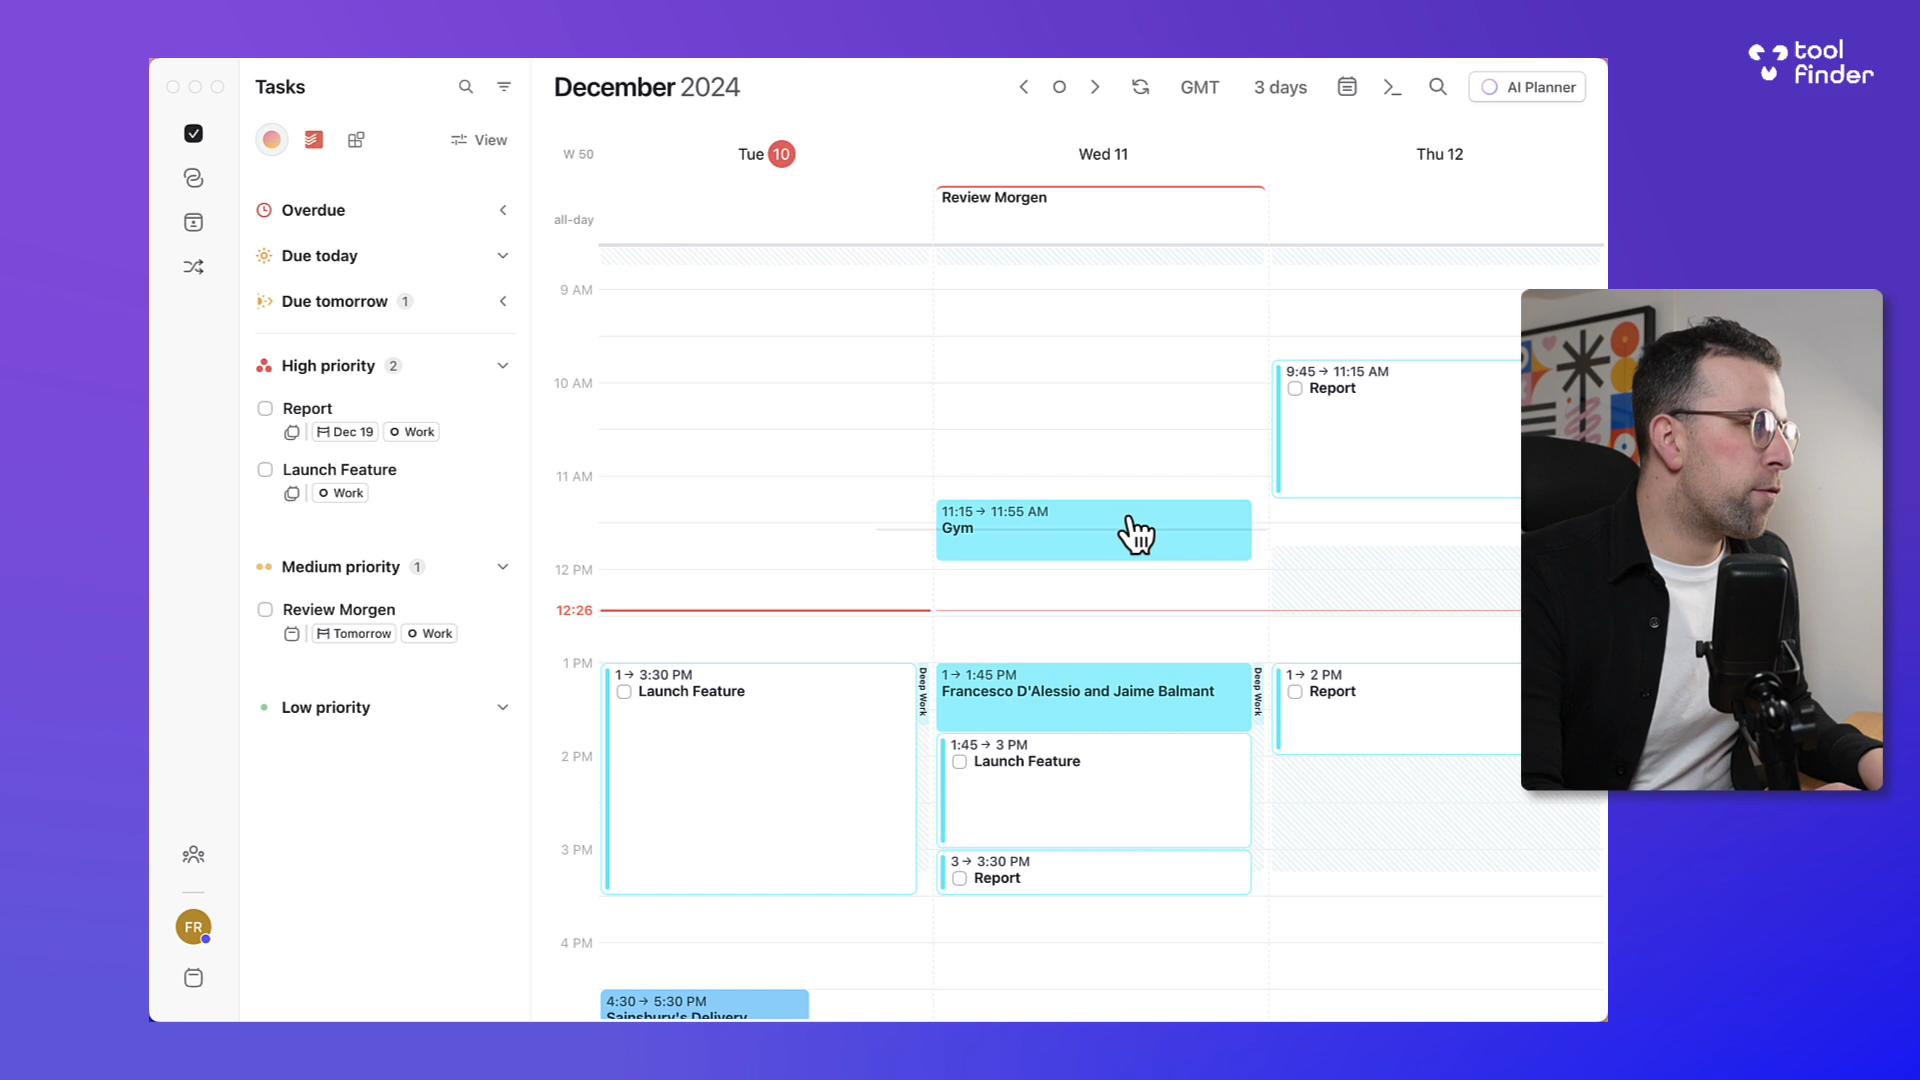 tool
finder
Tasks
View
Overdue
Due today
Due tomorrow 1
High priority 2
Report
Dec 19 Work
Launch Feature
Work
Medium priority 1
Review Morgen
Tomorrow Work
Low priority
FR
December 2024
GMT
3 days
AI Planner
W 50
Tue 10
Wed 11
Thu 12
all-day
Review Morgen
9 AM
10 AM
11 AM
12 PM
12:26
1 PM
2 PM
3 PM
4 PM
1 → 3:30 PM
Launch Feature
Deep Work
4:30 → 5:30 PM
Sainsbury's Delivery
11:15 → 11:55 AM
Gym
1 → 1:45 PM
Francesco D'Alessio and Jaime Balmant
Deep Work
1:45 → 3 PM
Launch Feature
3 → 3:30 PM
Report
9:45 → 11:15 AM
Report
1 → 2 PM
Report